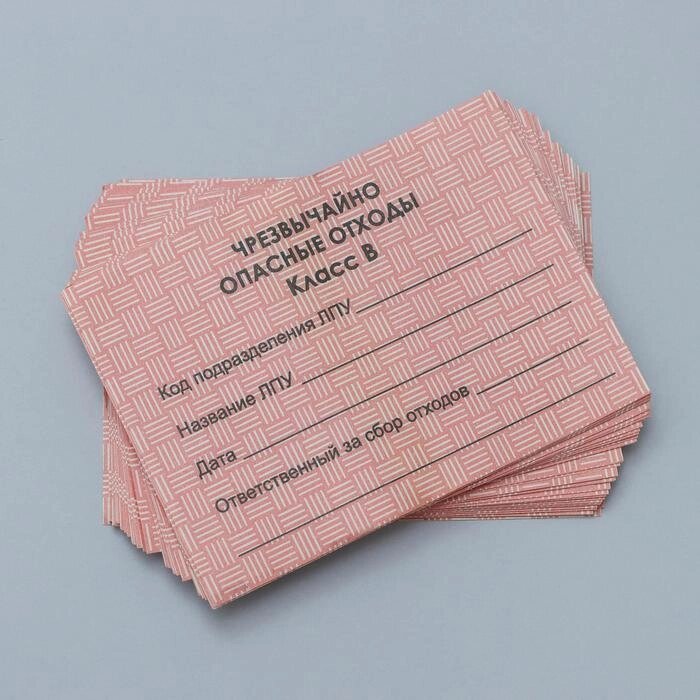 ЧРЕЗВЫЧАЙНО
ОПАСНЫЕ ОТХОДЫ
Класс В
Код подразделения ЛПУ
Название ЛПУ
Дата
Ответственный за сбор отходов